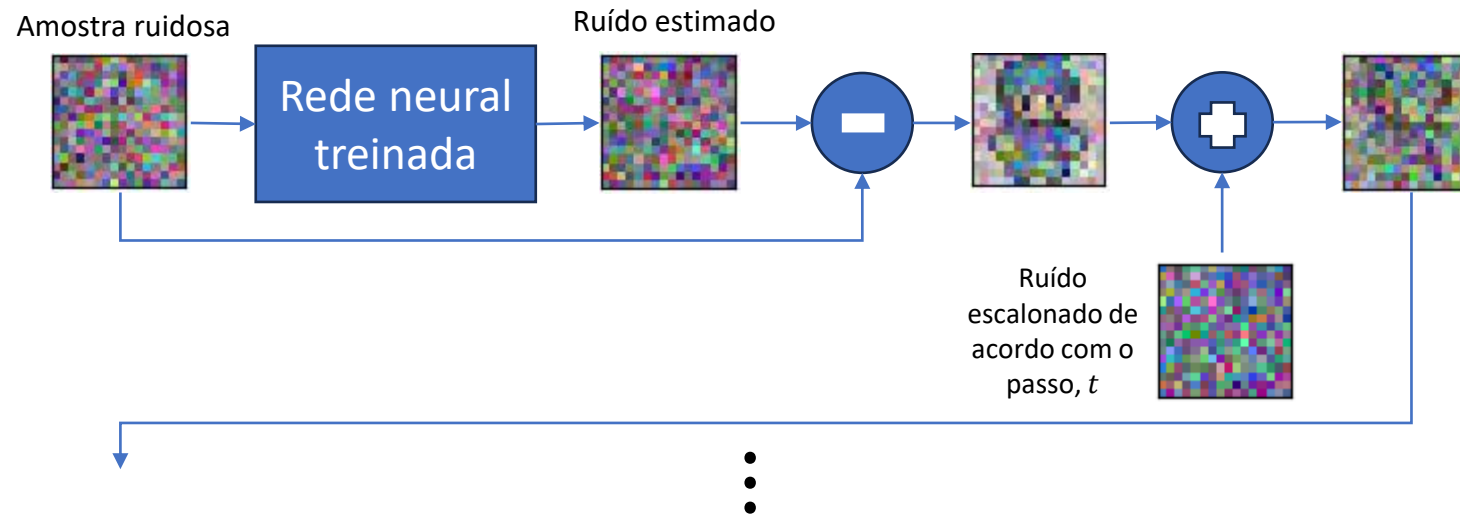 Amostra ruidosa
Ruído estimado
Rede neural
treinada
Ruído
escalonado de
acordo com o
passo, t